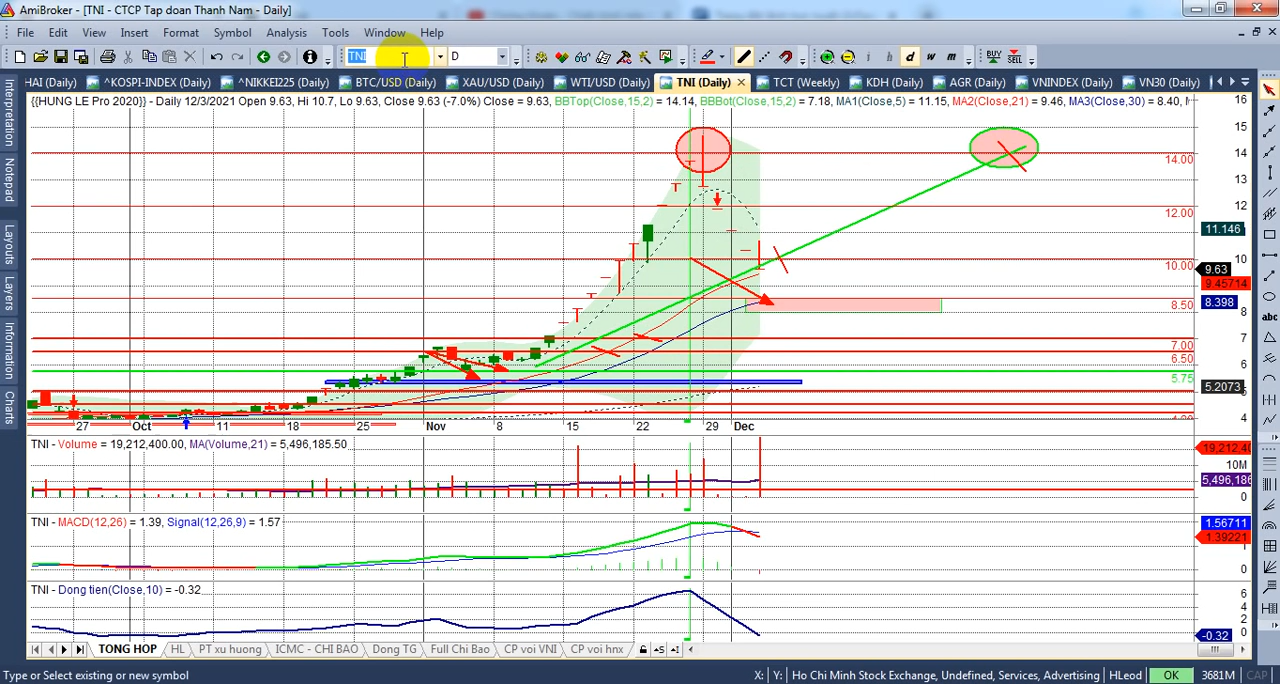 AmiBroker - [TNI - CTCP Tap doan Thanh Nam - Daily]
File Edit View Insert Format Symbol Analysis Tools Window Help
TNI D i d w m BUY SELL
HAI (Daily) ^KOSPI-INDEX (Daily) ^NIKKEI225 (Daily) BTC/USD (Daily) XAU/USD (Daily) WTI/USD (Daily) TNI (Daily) TCT (Weekly) KDH (Daily) AGR (Daily) VNINDEX (Daily) VN30 (Daily)
{{HUNG LE Pro 2020}} - Daily 12/3/2021 Open 9.63, Hi 10.7, Lo 9.63, Close 9.63 (-7.0%) Close = 9.63, BBTop(Close,15,2) = 14.14, BBBot(Close,15,2) = 7.18, MA1(Close,5) = 11.15, MA2(Close,21) = 9.46, MA3(Close,30) = 8.40,
Interpretation
Notepad
Layouts
Layers
Information
Charts
16
15
14
14.00
13
12
12.00
11.146
10
10.00
9.63
9.45714
8.398
8.50
8
7
7.00
6.50
6
5.75
5.2073
5
4
27 Oct 11 18 25 Nov 8 15 22 29 Dec
TNI - Volume = 19,212,400.00, MA(Volume,21) = 5,496,185.50
19,212,40
10M
5,496,186
0
TNI - MACD(12,26) = 1.39, Signal(12,26,9) = 1.57
1.56711
1.39221
1
0
TNI - Dong tien(Close,10) = -0.32
6
4
2
0
-0.32
TONG HOP HL PT xu huong ICMC - CHI BAO Dong TG Full Chi Bao CP voi VNI CP voi hnx
abc
Type or Select existing or new symbol X: Y: Ho Chi Minh Stock Exchange, Undefined, Services, Advertising HLeod OK 3681M CAP